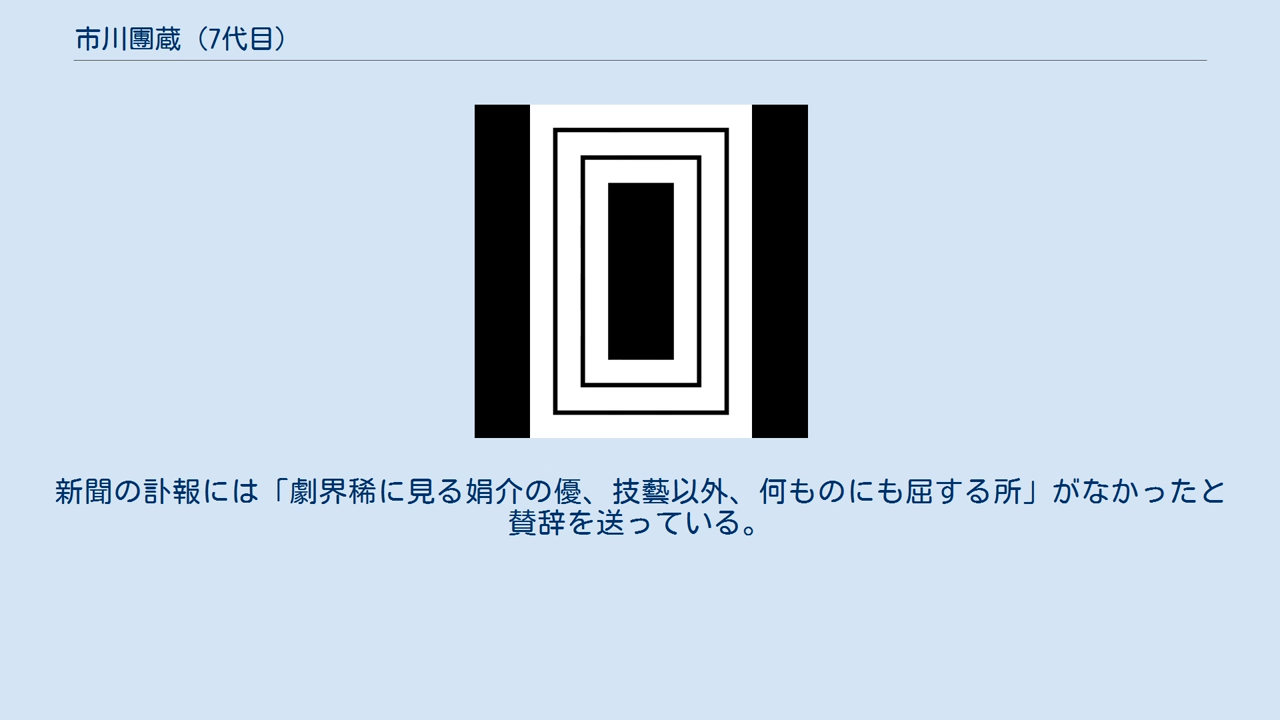 市川團蔵（7代目）
新聞の訃報には「劇界稀に見る娟介の優、技藝以外、何ものにも屈する所」がなかったと
賛辞を送っている。